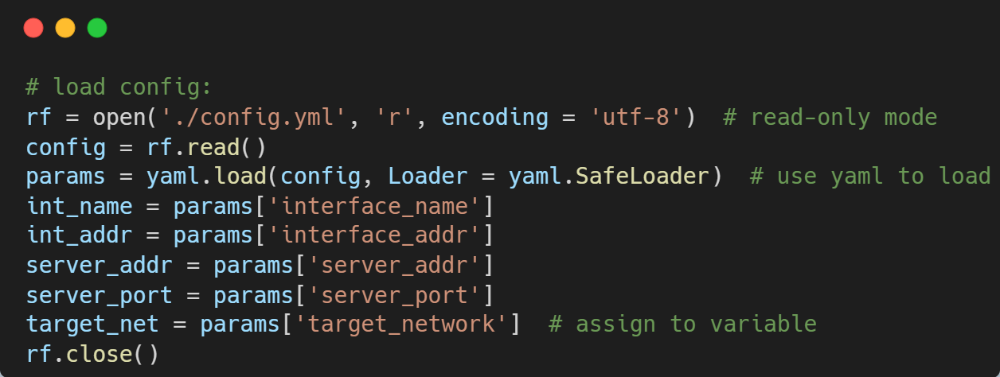 # load config:
rf = open('./config.yml', 'r', encoding = 'utf-8')  # read-only mode
config = rf.read()
params = yaml.load(config, Loader = yaml.SafeLoader)  # use yaml to load
int_name = params['interface_name']
int_addr = params['interface_addr']
server_addr = params['server_addr']
server_port = params['server_port']
target_net = params['target_network']  # assign to variable
rf.close()